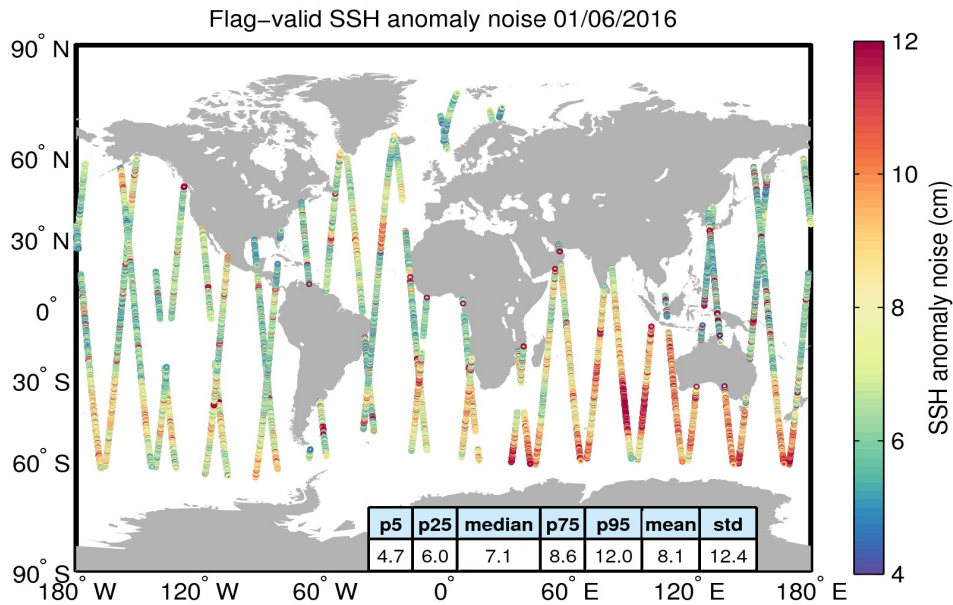 Flag−valid SSH anomaly noise 01/06/2016
90° N
60° N
30° N
0°
30° S
60° S
90° S
180° W
120° W
60° W
0°
60° E
120° E
180° E
p5 p25 median p75 p95 mean std
4.7 6.0 7.1 8.6 12.0 8.1 12.4
12
10
8
6
4
SSH anomaly noise (cm)